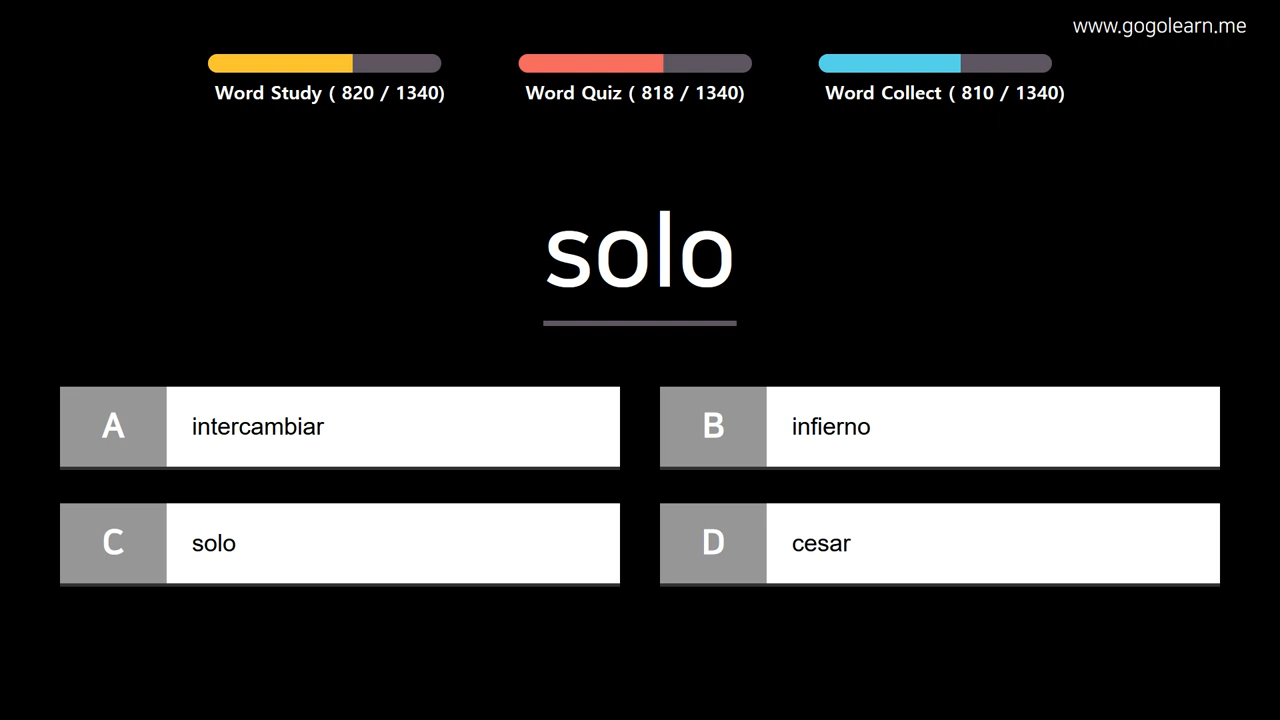 www.gogolearn.me
Word Study ( 820 / 1340)
Word Quiz ( 818 / 1340)
Word Collect ( 810 / 1340)
solo
A intercambiar
B infierno
C solo
D cesar